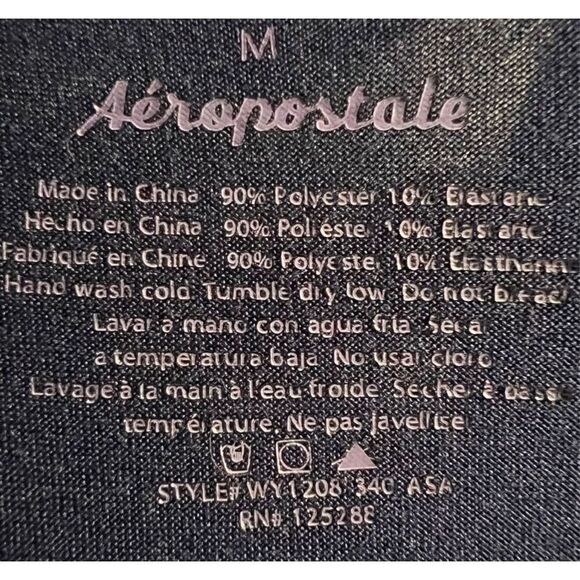 M
Aéropostale
Made in China 90% Polyester 10% Elastane
Hecho en China 90% Poliéster 10% Elastano
Fabriqué en Chine 90% Polyester 10% Élasthanne
Hand wash cold. Tumble dry low. Do not bleach
Lavar a mano con agua fría. Seca
a temperatura baja. No usar cloro
Lavage à la main à l'eau froide. Sécher à basse
température. Ne pas javelliser
STYLE# WY1208 340 ASA
RN# 125288